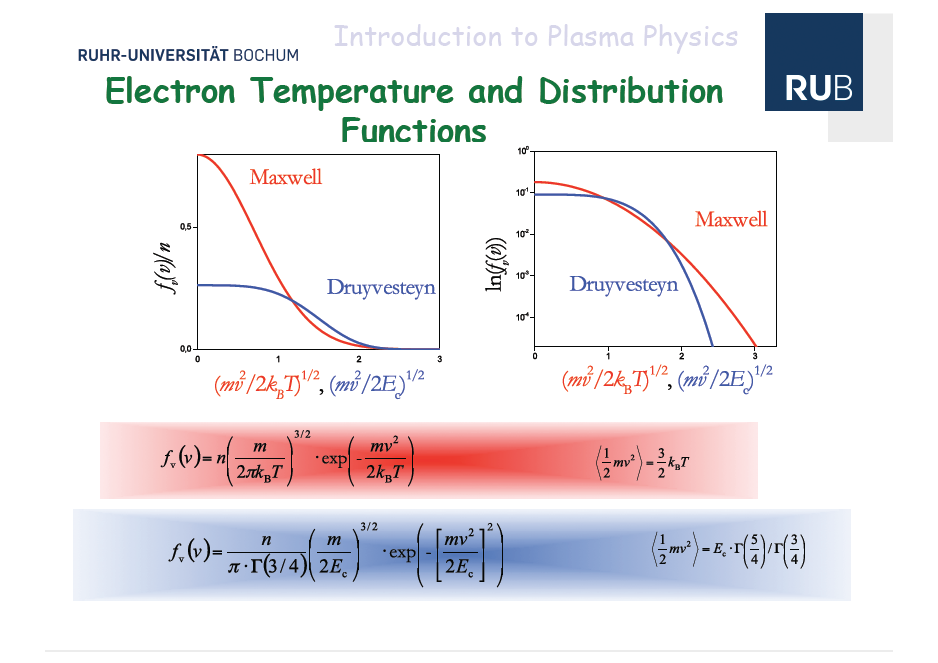 Introduction to Plasma Physics
RUHR-UNIVERSITÄT BOCHUM
RUB
Electron Temperature and Distribution
Functions
Maxwell
Druyvesteyn
0,5
0,0
0 1 2 3
f_v(v)/n
(mv²/2k_BT)^1/2, (mv²/2E_c)^1/2
10⁰
10⁻¹
10⁻²
10⁻³
10⁻⁴
Maxwell
Druyvesteyn
0 1 2 3
ln(f_v(v))
(mv²/2k_BT)^1/2, (mv²/2E_c)^1/2
f_v(v) = n(m/2πk_BT)^3/2 · exp(-mv²/2k_BT)
⟨1/2 mv²⟩ = 3/2 k_BT
f_v(v) = n/(π·Γ(3/4)) (m/2E_c)^3/2 · exp(-[mv²/2E_c]²)
⟨1/2 mv²⟩ = E_c · Γ(5/4) / Γ(3/4)